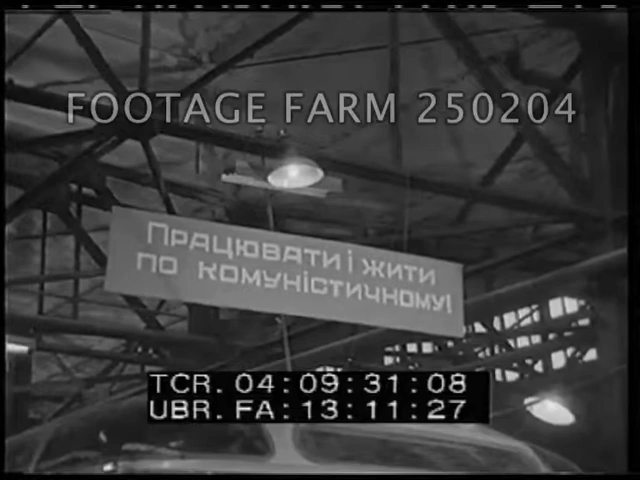 FOOTAGE FARM 250204
Працювати і жити
по комуністичному!
TCR. 04:09:31:08
UBR. FA: 13:11:27